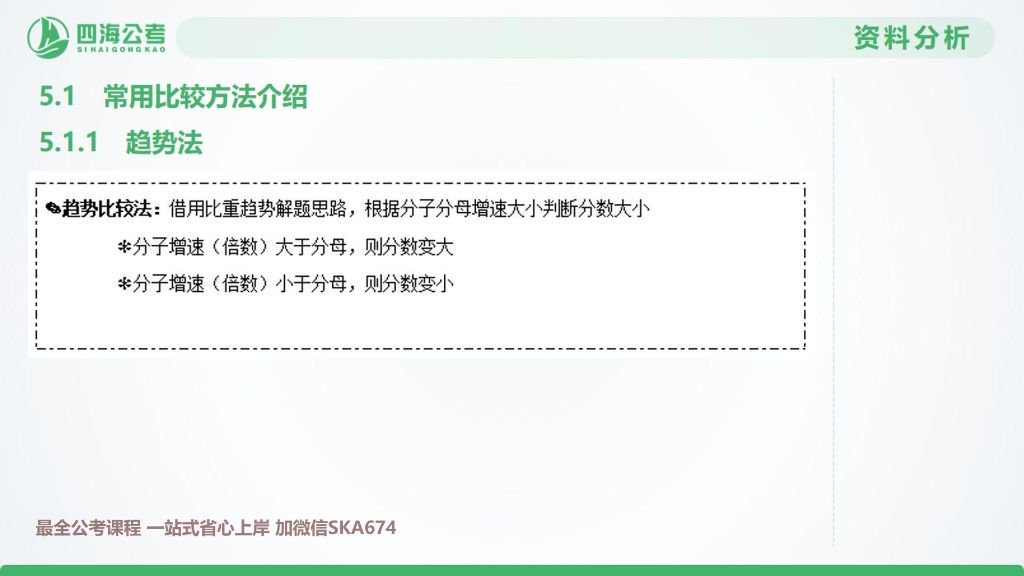 四海公考
SIHAIGONGKAO
资料分析
5.1 常用比较方法介绍
5.1.1 趋势法
趋势比较法：借用比重趋势解题思路，根据分子分母增速大小判断分数大小
✻分子增速（倍数）大于分母，则分数变大
✻分子增速（倍数）小于分母，则分数变小
最全公考课程 一站式省心上岸 加微信SKA674